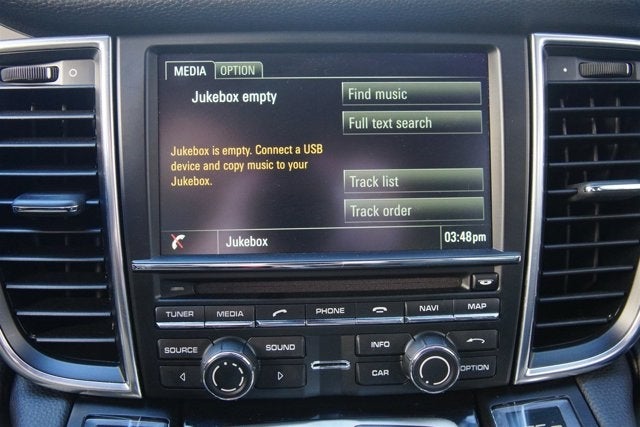 MEDIA OPTION
Jukebox empty
Find music
Full text search
Jukebox is empty. Connect a USB
device and copy music to your
Jukebox.
Track list
Track order
Jukebox
03:48pm
TUNER MEDIA PHONE NAVI MAP
SOURCE SOUND INFO
CAR OPTION